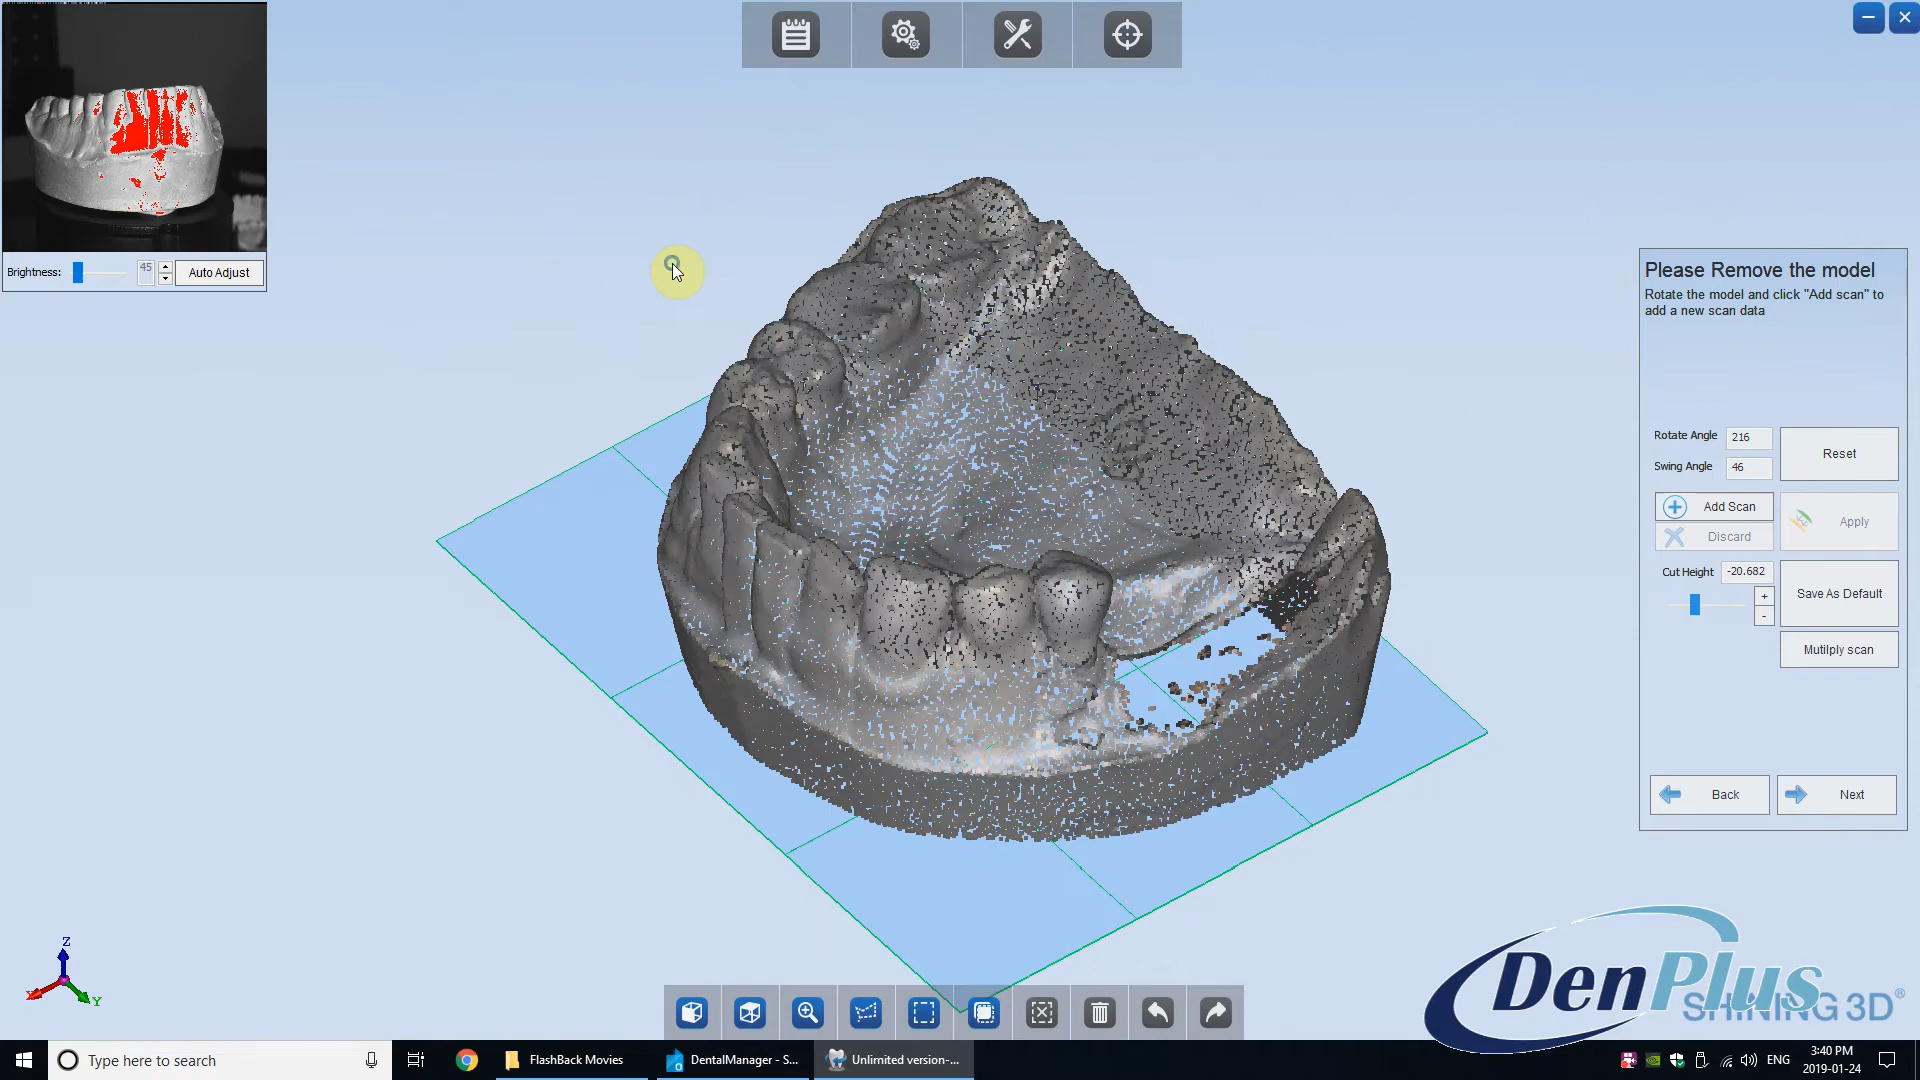 Brightness:
45
Auto Adjust
Please Remove the model
Rotate the model and click "Add scan" to
add a new scan data
Rotate Angle
216
Reset
Swing Angle
46
Add Scan
Apply
Discard
Cut Height
-20.682
Save As Default
+
-
Mutilply scan
Back
Next
Z
X
Y
DenPlus
SHINING 3D®
Type here to search
FlashBack Movies
DentalManager - S...
Unlimited version-...
ENG
3:40 PM
2019-01-24